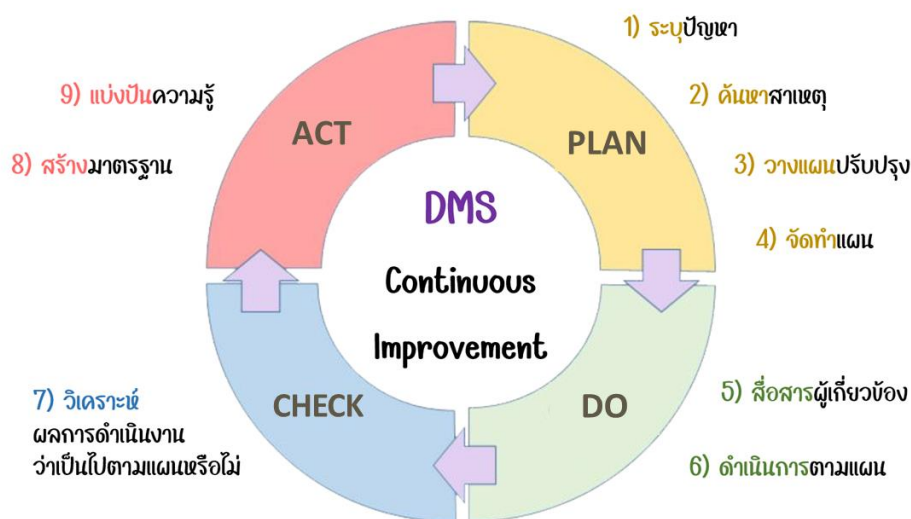 1) ระบุปัญหา
2) ค้นหาสาเหตุ
3) วางแผนปรับปรุง
4) จัดทำแผน
PLAN
5) สื่อสารผู้เกี่ยวข้อง
6) ดำเนินการตามแผน
DO
7) วิเคราะห์
ผลการดำเนินงาน
ว่าเป็นไปตามแผนหรือไม่
CHECK
8) สร้างมาตรฐาน
9) แบ่งปันความรู้
ACT
DMS
Continuous
Improvement